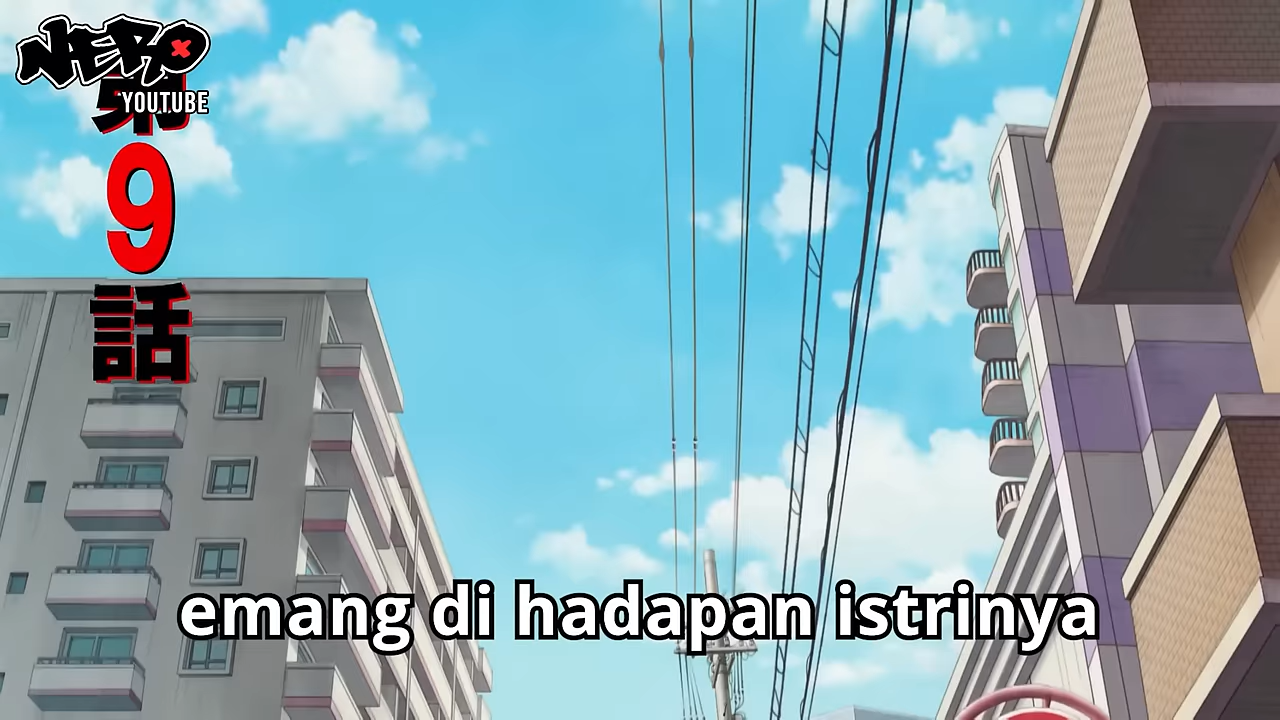 NERO
YOUTUBE
第
9
話
emang di hadapan istrinya